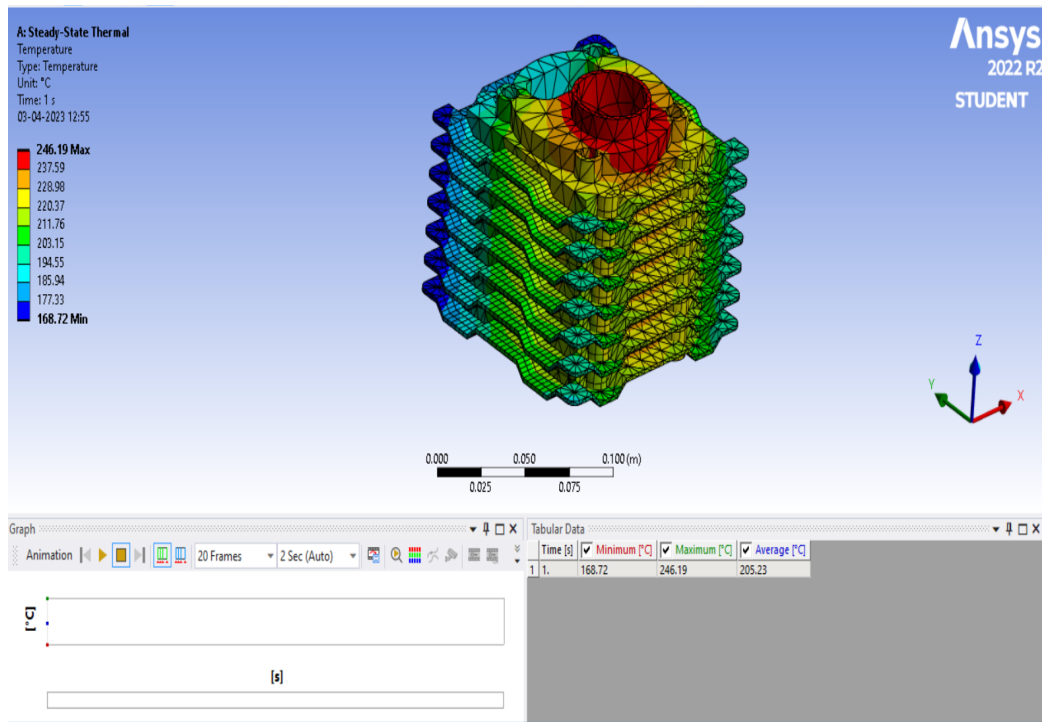 A: Steady-State Thermal
Temperature
Type: Temperature
Unit: °C
Time: 1 s
03-04-2023 12:55
246.19 Max
237.59
228.98
220.37
211.76
203.15
194.55
185.94
177.33
168.72 Min
Ansys
2022 R2
STUDENT
Z
Y
X
0.000 0.050 0.100 (m)
0.025 0.075
Graph
Animation 20 Frames 2 Sec (Auto)
[°C]
[s]
Tabular Data
Time [s] Minimum [°C] Maximum [°C] Average [°C]
1 1. 168.72 246.19 205.23